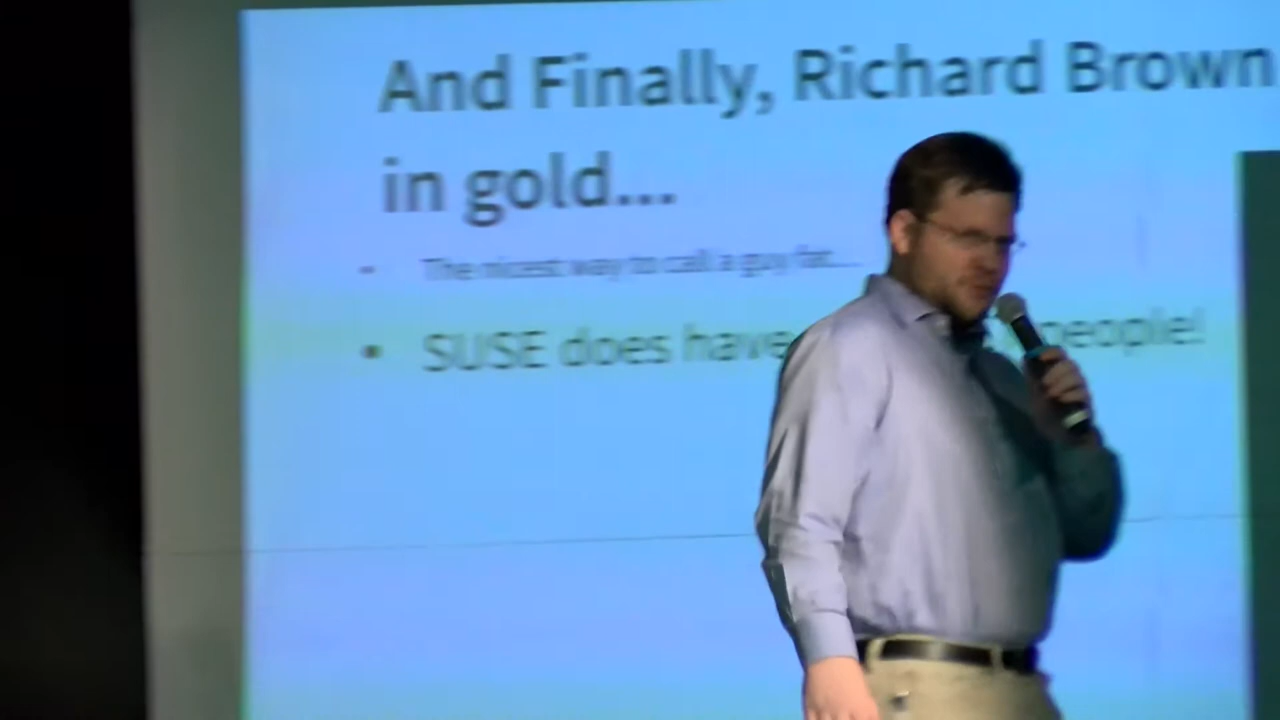 And Finally, Richard Brown
in gold...
- The nicest way to call a guy fat...
• SUSE does have people!